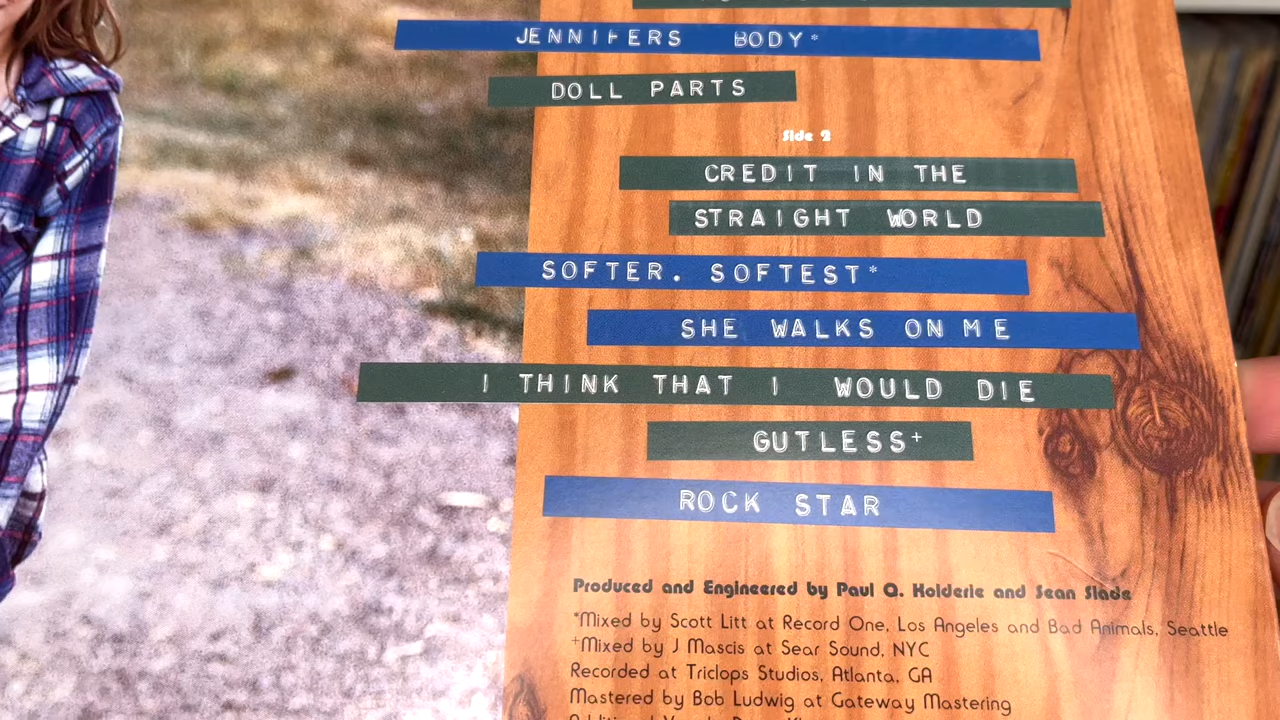 JENNIFERS BODY*
DOLL PARTS
Side 2
CREDIT IN THE
STRAIGHT WORLD
SOFTER. SOFTEST*
SHE WALKS ON ME
I THINK THAT I WOULD DIE
GUTLESS+
ROCK STAR
Produced and Engineered by Paul Q. Kolderie and Sean Slade
*Mixed by Scott Litt at Record One, Los Angeles and Bad Animals, Seattle
+Mixed by J Mascis at Sear Sound, NYC
Recorded at Triclops Studios, Atlanta, GA
Mastered by Bob Ludwig at Gateway Mastering